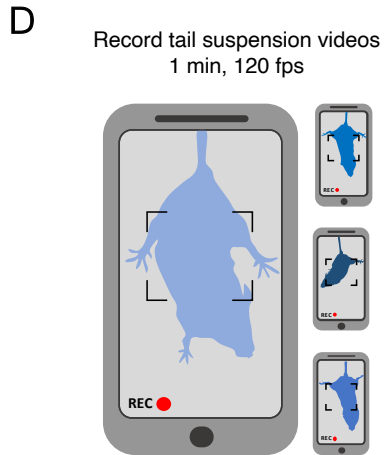 D
Record tail suspension videos
1 min, 120 fps
REC
REC
REC
REC